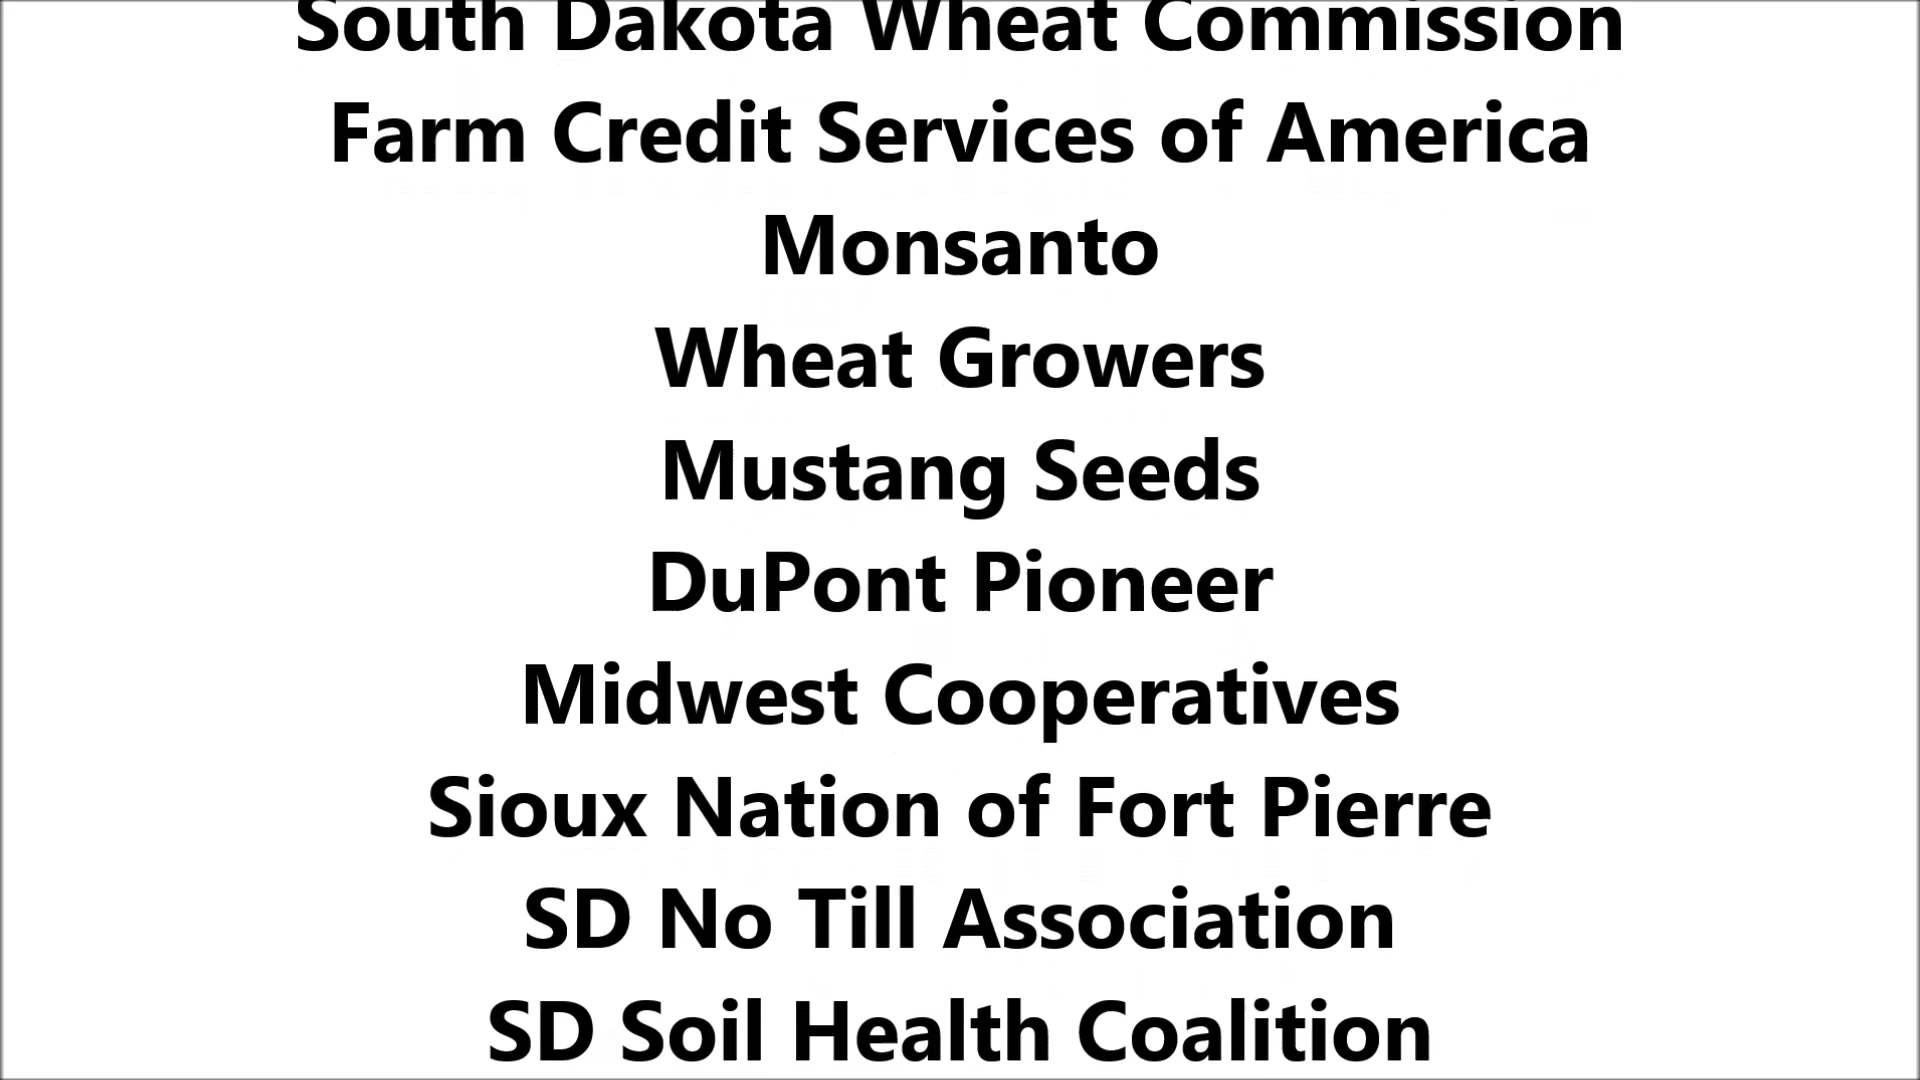 South Dakota Wheat Commission
Farm Credit Services of America
Monsanto
Wheat Growers
Mustang Seeds
DuPont Pioneer
Midwest Cooperatives
Sioux Nation of Fort Pierre
SD No Till Association
SD Soil Health Coalition